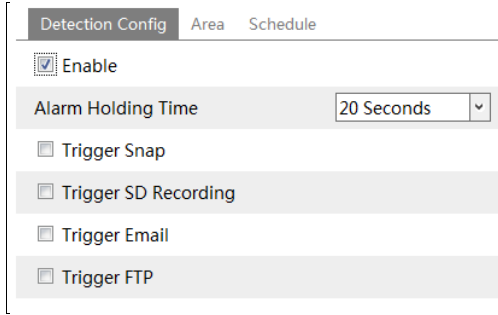 Detection Config Area Schedule
Enable
Alarm Holding Time 20 Seconds
Trigger Snap
Trigger SD Recording
Trigger Email
Trigger FTP